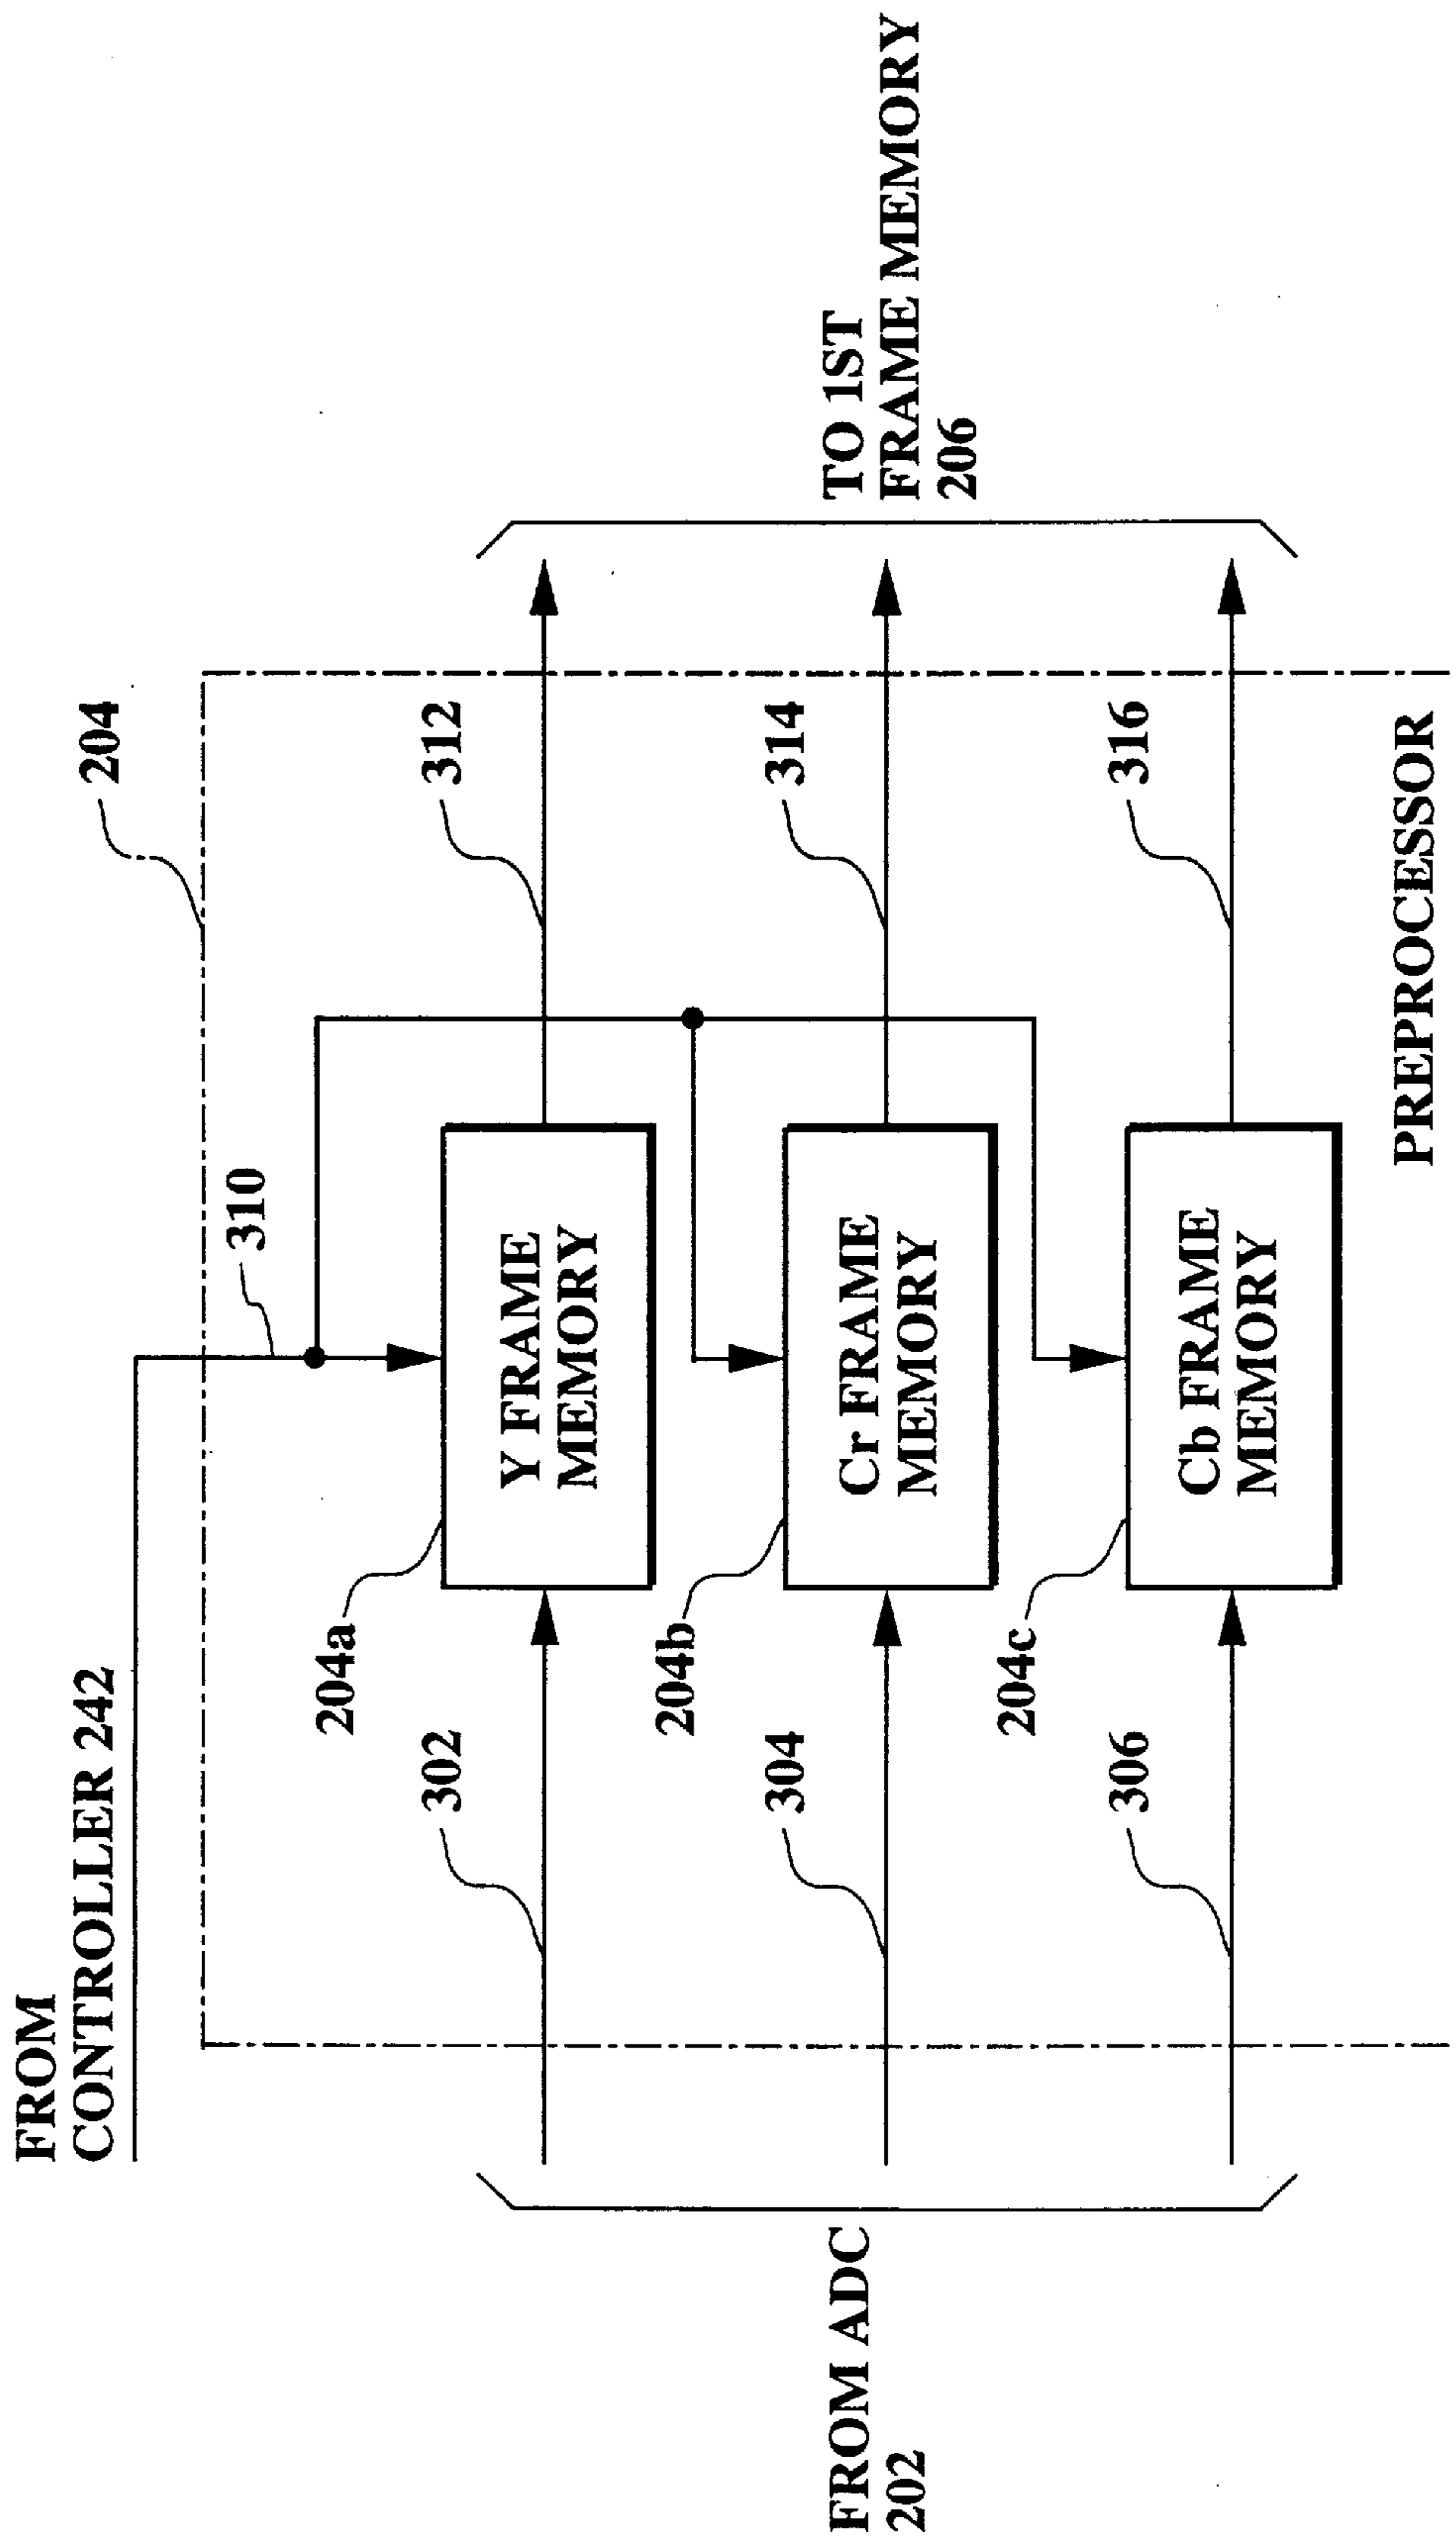 FROM
CONTROLLER 242
204
310
204a
302
Y FRAME
MEMORY
312
FROM ADC
202
204b
304
Cr FRAME
MEMORY
314
TO 1ST
FRAME MEMORY
206
204c
306
Cb FRAME
MEMORY
316
PREPROCESSOR